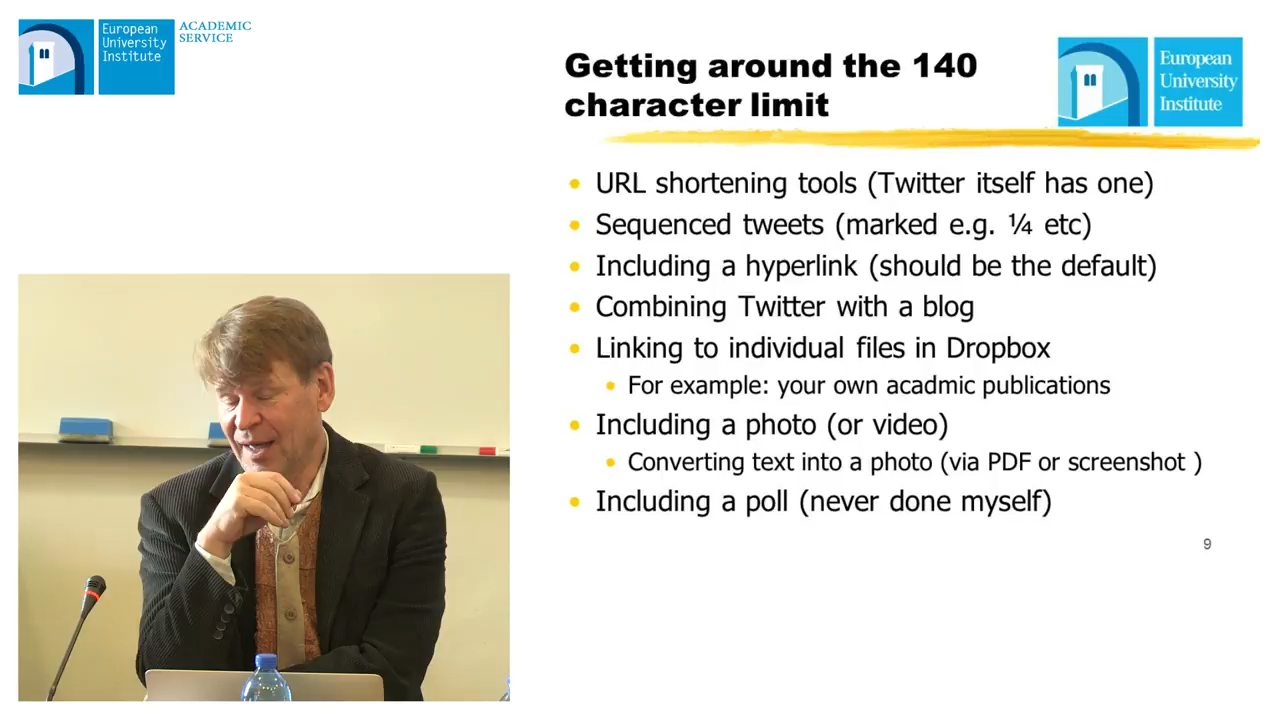 European
University
Institute
ACADEMIC
SERVICE
Getting around the 140
character limit
European
University
Institute
• URL shortening tools (Twitter itself has one)
• Sequenced tweets (marked e.g. ¼ etc)
• Including a hyperlink (should be the default)
• Combining Twitter with a blog
• Linking to individual files in Dropbox
• For example: your own acadmic publications
• Including a photo (or video)
• Converting text into a photo (via PDF or screenshot )
• Including a poll (never done myself)
9